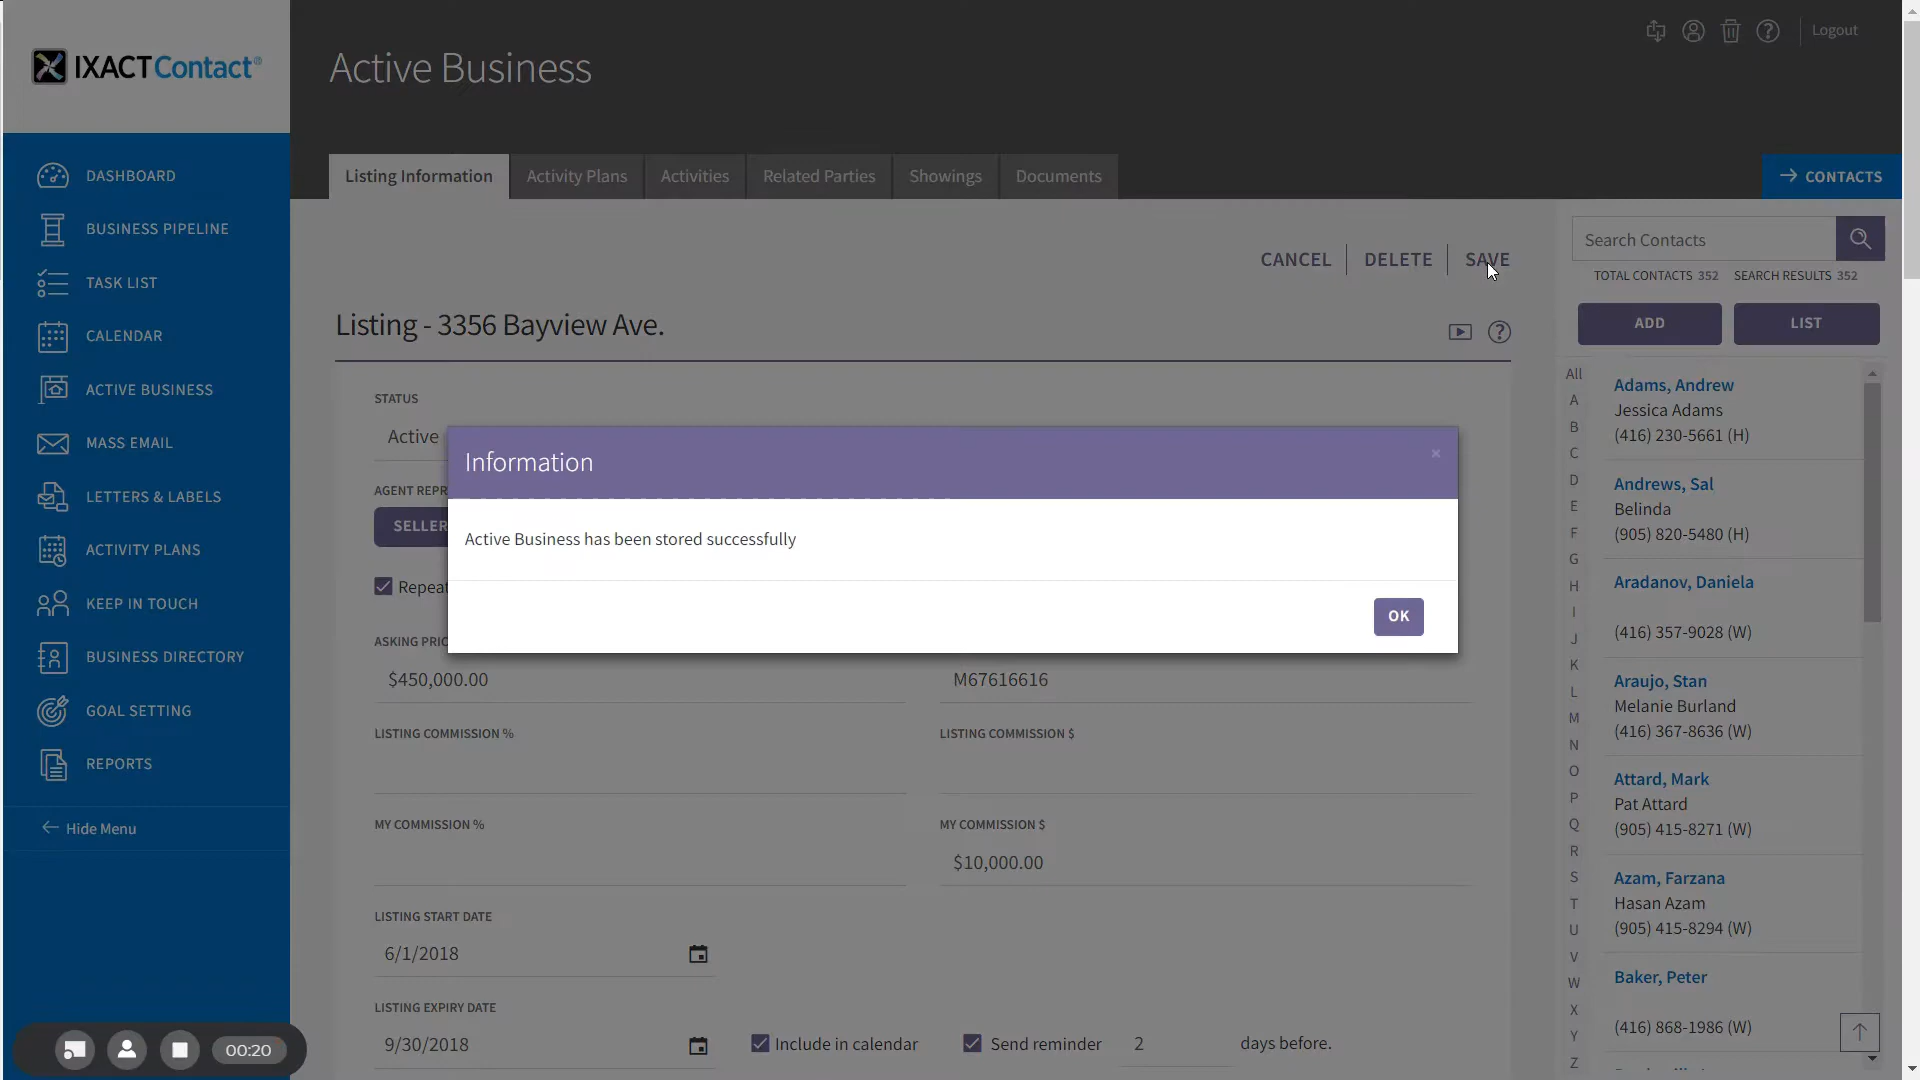 IXACTContact®
Active Business
Logout
Listing Information
Activity Plans
Activities
Related Parties
Showings
Documents
CONTACTS
DASHBOARD
BUSINESS PIPELINE
TASK LIST
CALENDAR
ACTIVE BUSINESS
MASS EMAIL
LETTERS & LABELS
ACTIVITY PLANS
KEEP IN TOUCH
BUSINESS DIRECTORY
GOAL SETTING
REPORTS
Hide Menu
00:20
CANCEL
DELETE
SAVE
Listing - 3356 Bayview Ave.
STATUS
Active
AGENT REPR
SELLER
Repeat
Information
×
Active Business has been stored successfully
OK
ASKING PRIC
$450,000.00
M67616616
LISTING COMMISSION %
LISTING COMMISSION $
MY COMMISSION %
MY COMMISSION $
$10,000.00
LISTING START DATE
6/1/2018
LISTING EXPIRY DATE
9/30/2018
Include in calendar
Send reminder
2
days before.
Search Contacts
TOTAL CONTACTS 352 SEARCH RESULTS 352
ADD
LIST
All
A
B
C
D
E
F
G
H
I
J
K
L
M
N
O
P
Q
R
S
T
U
V
W
X
Y
Z
Adams, Andrew
Jessica Adams
(416) 230-5661 (H)
Andrews, Sal
Belinda
(905) 820-5480 (H)
Aradanov, Daniela
(416) 357-9028 (W)
Araujo, Stan
Melanie Burland
(416) 367-8636 (W)
Attard, Mark
Pat Attard
(905) 415-8271 (W)
Azam, Farzana
Hasan Azam
(905) 415-8294 (W)
Baker, Peter
(416) 868-1986 (W)